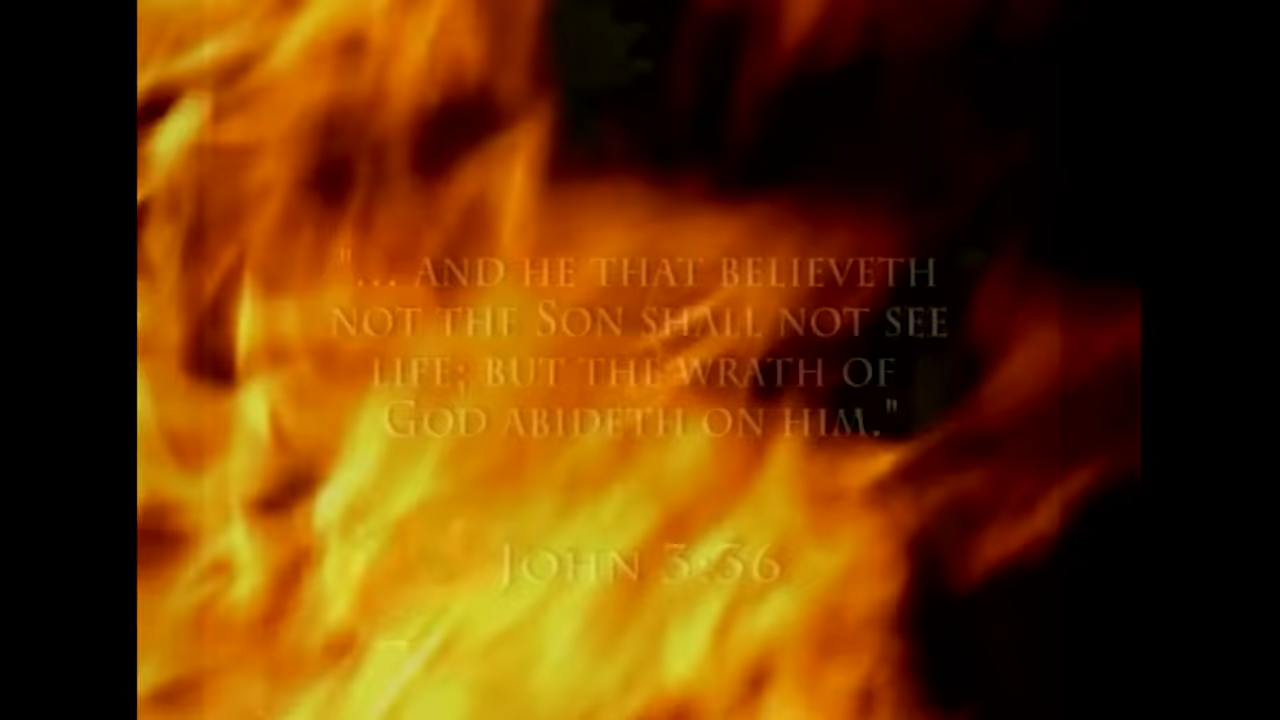 "... AND HE THAT BELIEVETH
NOT THE SON SHALL NOT SEE
LIFE; BUT THE WRATH OF
GOD ABIDETH ON HIM."
JOHN 3:36